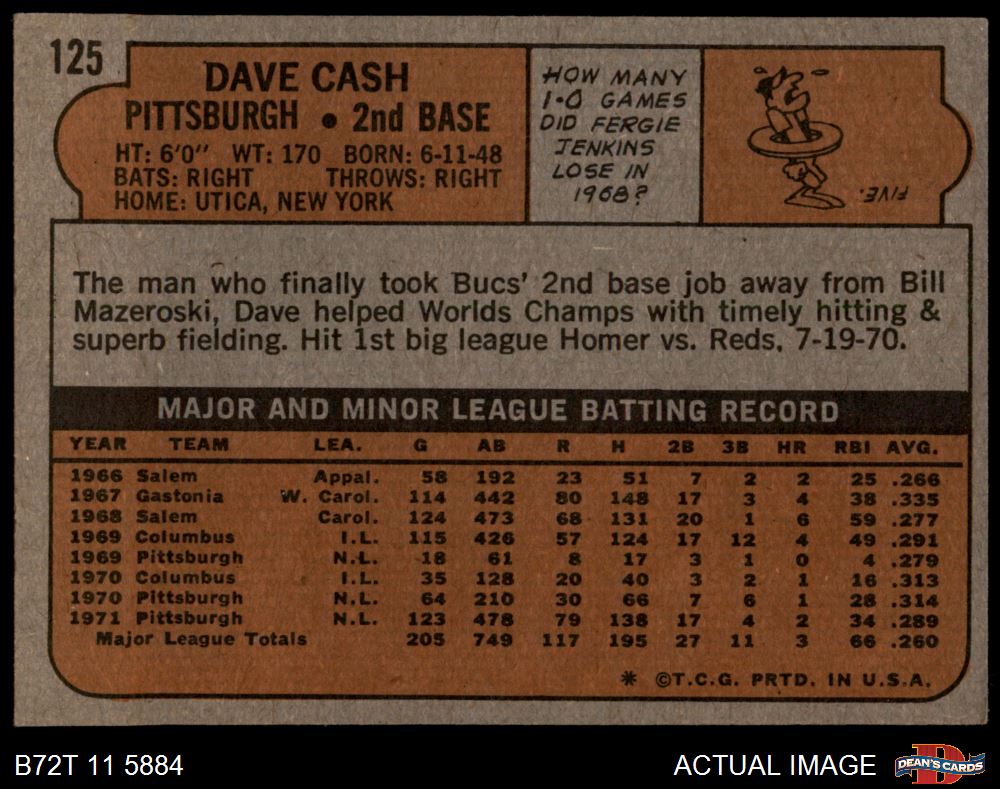 125
DAVE CASH
PITTSBURGH • 2nd BASE
HT: 6'0" WT: 170 BORN: 6-11-48
BATS: RIGHT THROWS: RIGHT
HOME: UTICA, NEW YORK
HOW MANY
1-0 GAMES
DID FERGIE
JENKINS
LOSE IN
1968?
FIVE.
The man who finally took Bucs' 2nd base job away from Bill
Mazeroski, Dave helped Worlds Champs with timely hitting &
superb fielding. Hit 1st big league Homer vs. Reds, 7-19-70.
MAJOR AND MINOR LEAGUE BATTING RECORD
YEAR TEAM LEA. G AB R H 2B 3B HR RBI AVG.
1966 Salem Appal. 58 192 23 51 7 2 2 25 .266
1967 Gastonia W. Carol. 114 442 80 148 17 3 4 38 .335
1968 Salem Carol. 124 473 68 131 20 1 6 59 .277
1969 Columbus I.L. 115 426 57 124 17 12 4 49 .291
1969 Pittsburgh N.L. 18 61 8 17 3 1 0 4 .279
1970 Columbus I.L. 35 128 20 40 3 2 1 16 .313
1970 Pittsburgh N.L. 64 210 30 66 7 6 1 28 .314
1971 Pittsburgh N.L. 123 478 79 138 17 4 2 34 .289
Major League Totals 205 749 117 195 27 11 3 66 .260
* ©T.C.G. PRTD. IN U.S.A.
B72T 11 5884
ACTUAL IMAGE
DEAN'S CARDS